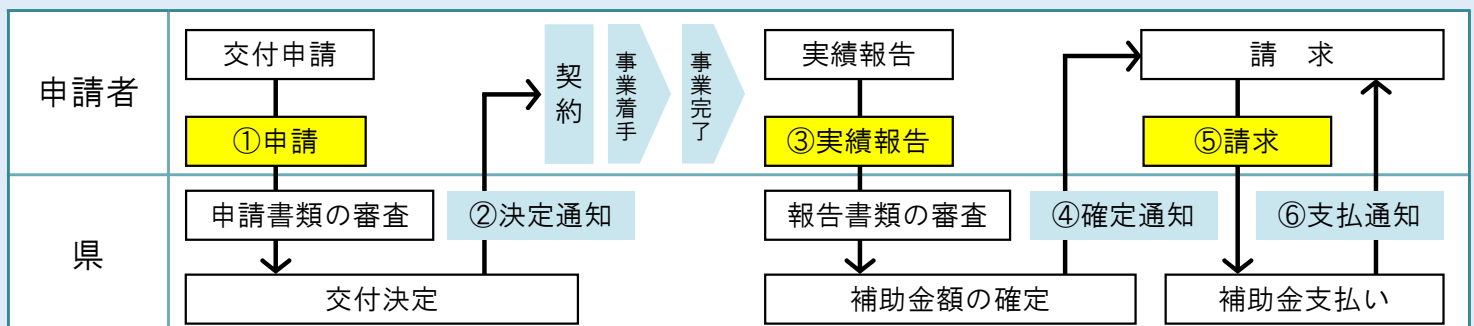 申請者
交付申請
①申請
契約
事業着手
事業完了
実績報告
③実績報告
請　求
⑤請求
県
申請書類の審査
②決定通知
交付決定
報告書類の審査
④確定通知
補助金額の確定
⑥支払通知
補助金支払い